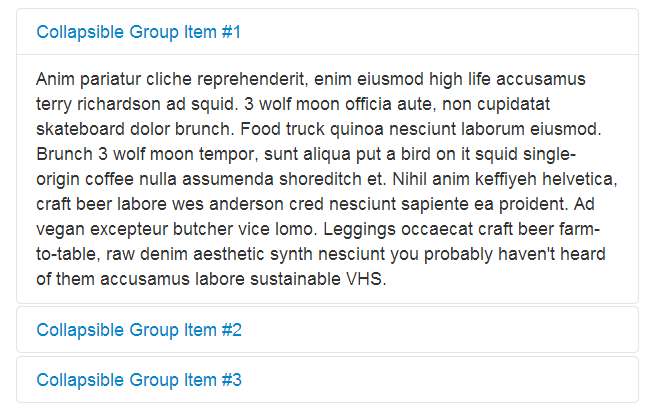 Collapsible Group Item #1
Anim pariatur cliche reprehenderit, enim eiusmod high life accusamus
terry richardson ad squid. 3 wolf moon officia aute, non cupidatat
skateboard dolor brunch. Food truck quinoa nesciunt laborum eiusmod.
Brunch 3 wolf moon tempor, sunt aliqua put a bird on it squid single-
origin coffee nulla assumenda shoreditch et. Nihil anim keffiyeh helvetica,
craft beer labore wes anderson cred nesciunt sapiente ea proident. Ad
vegan excepteur butcher vice lomo. Leggings occaecat craft beer farm-
to-table, raw denim aesthetic synth nesciunt you probably haven't heard
of them accusamus labore sustainable VHS.
Collapsible Group Item #2
Collapsible Group Item #3